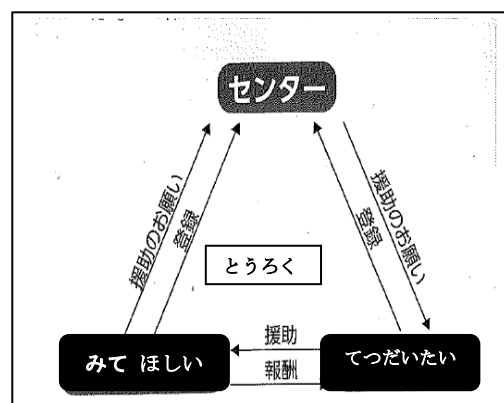 センター
援助のお願い
登録
登録
援助のお願い
とうろく
みて ほしい
援助
報酬
てつだいたい